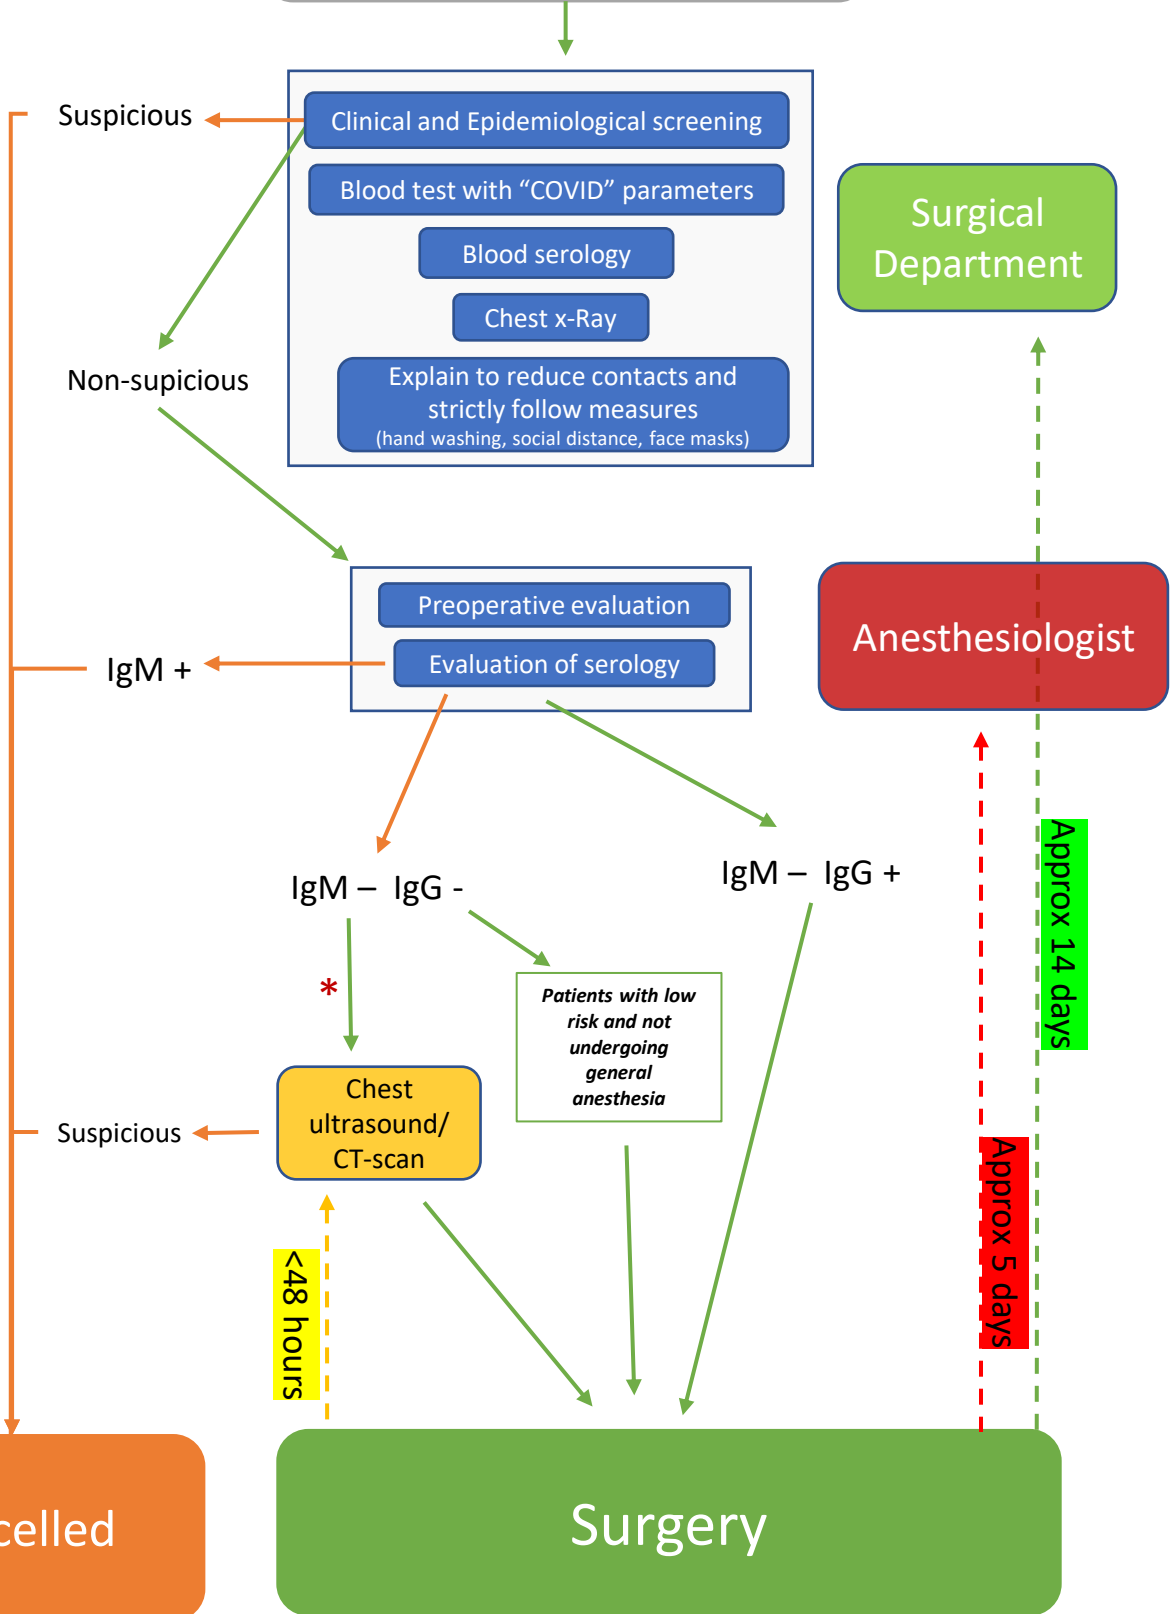 Suspicious
Clinical and Epidemiological screening
Blood test with “COVID” parameters
Blood serology
Chest x-Ray
Explain to reduce contacts and
strictly follow measures
(hand washing, social distance, face masks)
Surgical
Department
Non-supicious
Preoperative evaluation
Evaluation of serology
IgM +
Anesthesiologist
IgM – IgG -
IgM – IgG +
*
Patients with low
risk and not
undergoing
general
anesthesia
Chest
ultrasound/
CT-scan
Suspicious
<48 hours
Approx 5 days
Approx 14 days
celled
Surgery